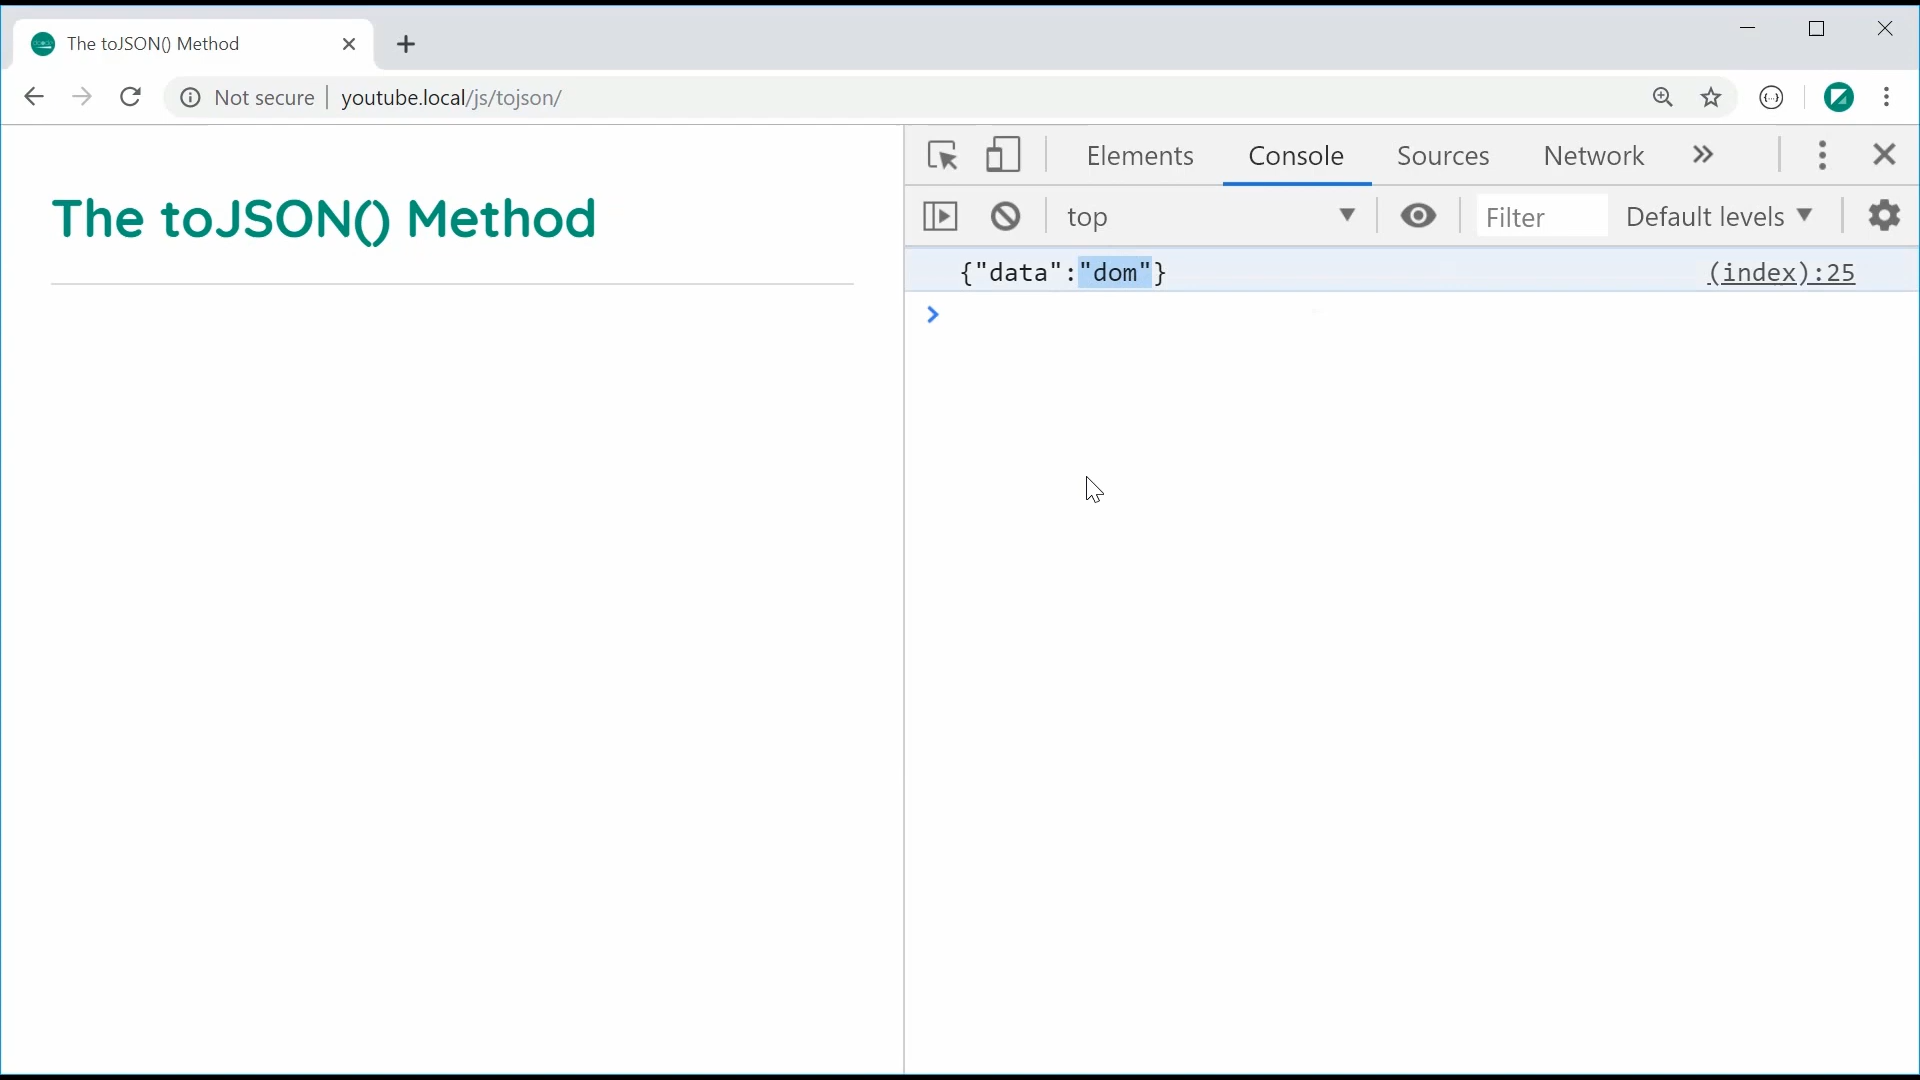 The toJSON() Method
Not secure youtube.local/js/tojson/
The toJSON() Method
Elements Console Sources Network
top Filter Default levels
{"data":"dom"} (index):25